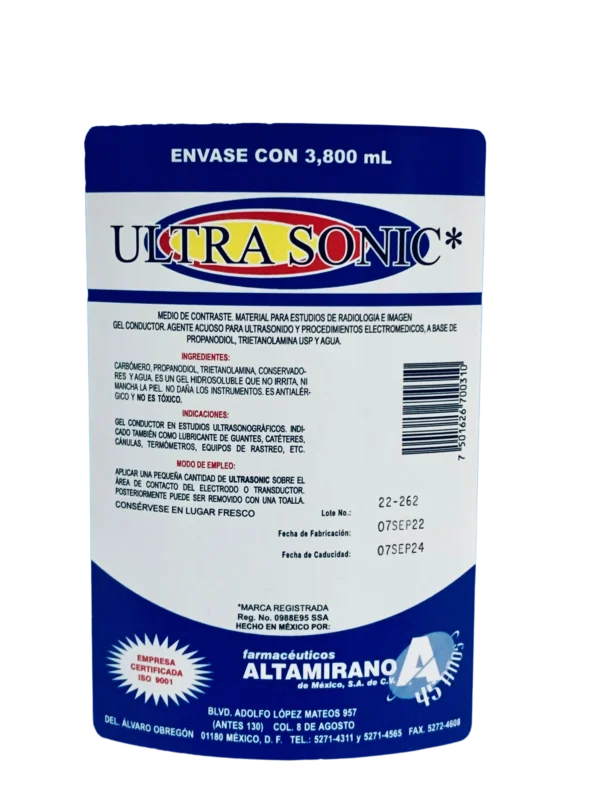 ENVASE CON 3,800 mL
ULTRA SONIC*
MEDIO DE CONTRASTE. MATERIAL PARA ESTUDIOS DE RADIOLOGIA E IMAGEN
GEL CONDUCTOR. AGENTE ACUOSO PARA ULTRASONIDO Y PROCEDIMIENTOS ELECTROMEDICOS, A BASE DE
PROPANODIOL, TRIETANOLAMINA USP Y AGUA.
INGREDIENTES:
CARBÓMERO, PROPANODIOL, TRIETANOLAMINA, CONSERVADO-
RES Y AGUA. ES UN GEL HIDROSOLUBLE QUE NO IRRITA, NI
MANCHA LA PIEL. NO DAÑA LOS INSTRUMENTOS. ES ANTIALÉR-
GICO Y NO ES TÓXICO.
INDICACIONES:
GEL CONDUCTOR EN ESTUDIOS ULTRASONOGRÁFICOS. INDI-
CADO TAMBIÉN COMO LUBRICANTE DE GUANTES, CATÉTERES,
CÁNULAS, TERMÓMETROS, EQUIPOS DE RASTREO, ETC.
MODO DE EMPLEO:
APLICAR UNA PEQUEÑA CANTIDAD DE ULTRASONIC SOBRE EL
ÁREA DE CONTACTO DEL ELECTRODO O TRANSDUCTOR.
POSTERIORMENTE PUEDE SER REMOVIDO CON UNA TOALLA.
CONSÉRVESE EN LUGAR FRESCO
7 501626 700310
Lote No.: 22-262
Fecha de Fabricación: 07SEP22
Fecha de Caducidad: 07SEP24
*MARCA REGISTRADA
Reg. No. 0988E95 SSA
HECHO EN MÉXICO POR:
EMPRESA
CERTIFICADA
ISO 9001
farmacéuticos
ALTAMIRANO
de México, S.A. de C.V.
A
45 años
BLVD. ADOLFO LÓPEZ MATEOS 957
(ANTES 130) COL. 8 DE AGOSTO
DEL. ÁLVARO OBREGÓN 01180 MÉXICO, D. F. TEL.: 5271-4311 y 5271-4565 FAX. 5272-4608